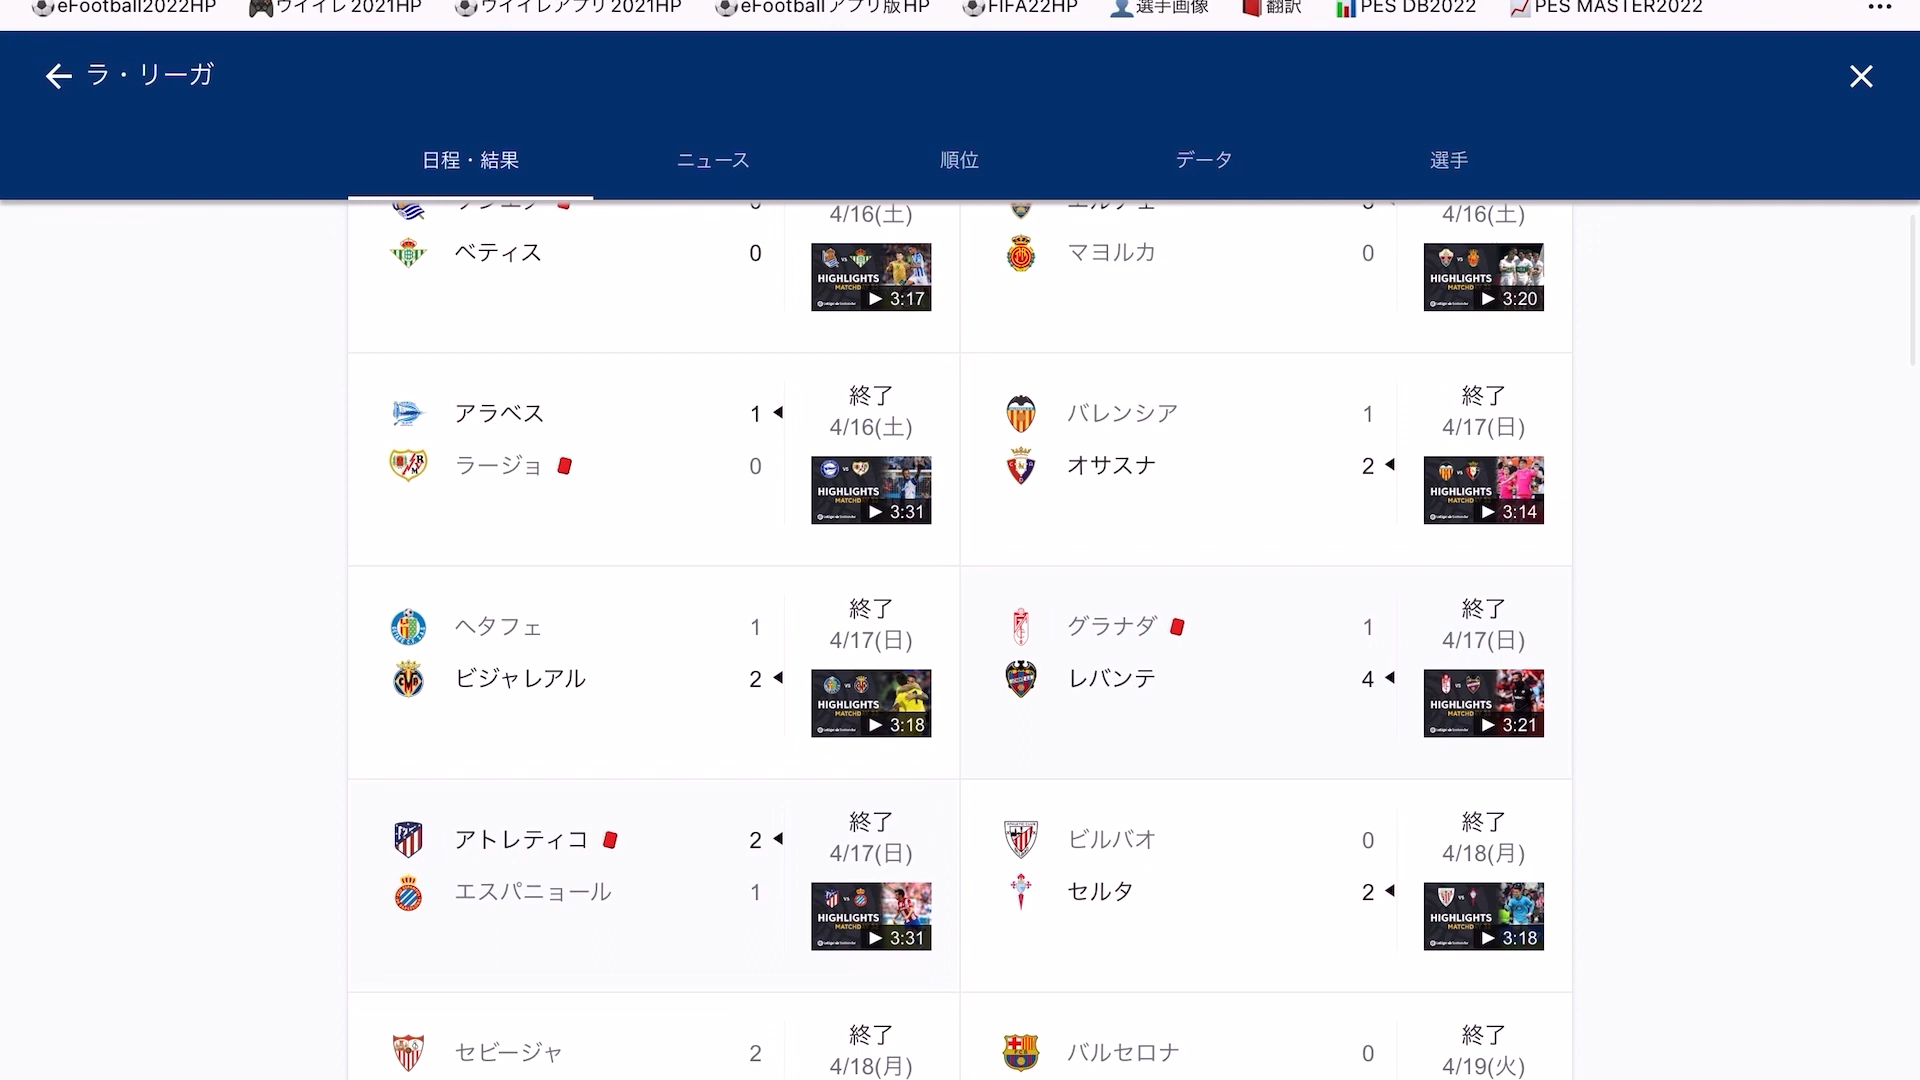 eFootball2022HP ウイイレ2021HP ウイイレアプリ2021HP eFootballアプリ版HP FIFA22HP 選手画像 翻訳 PES DB2022 PES MASTER2022
ラ・リーガ
日程・結果 ニュース 順位 データ 選手
4/16(土)
ベティス 0
HIGHLIGHTS
3:17
4/16(土)
マヨルカ 0
HIGHLIGHTS
3:20
アラベス 1
ラージョ 0
終了
4/16(土)
HIGHLIGHTS
3:31
バレンシア 1
オサスナ 2
終了
4/17(日)
HIGHLIGHTS
3:14
ヘタフェ 1
ビジャレアル 2
終了
4/17(日)
HIGHLIGHTS
3:18
グラナダ 1
レバンテ 4
終了
4/17(日)
HIGHLIGHTS
3:21
アトレティコ 2
エスパニョール 1
終了
4/17(日)
HIGHLIGHTS
3:31
ビルバオ 0
セルタ 2
終了
4/18(月)
HIGHLIGHTS
3:18
セビージャ 2
終了
4/18(月)
バルセロナ 0
終了
4/19(火)